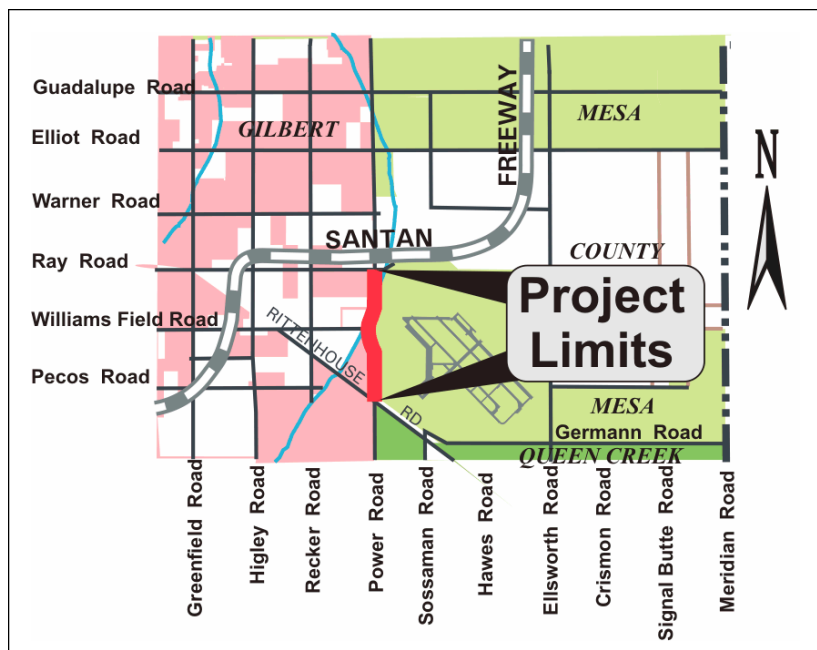 Guadalupe Road
Elliot Road
Warner Road
Ray Road
Williams Field Road
Pecos Road
GILBERT
MESA
FREEWAY
SANTAN
COUNTY
N
Project
Limits
RITTENHOUSE
RD
MESA
Germann Road
QUEEN CREEK
Greenfield Road
Higley Road
Recker Road
Power Road
Sossaman Road
Hawes Road
Ellsworth Road
Crismon Road
Signal Butte Road
Meridian Road